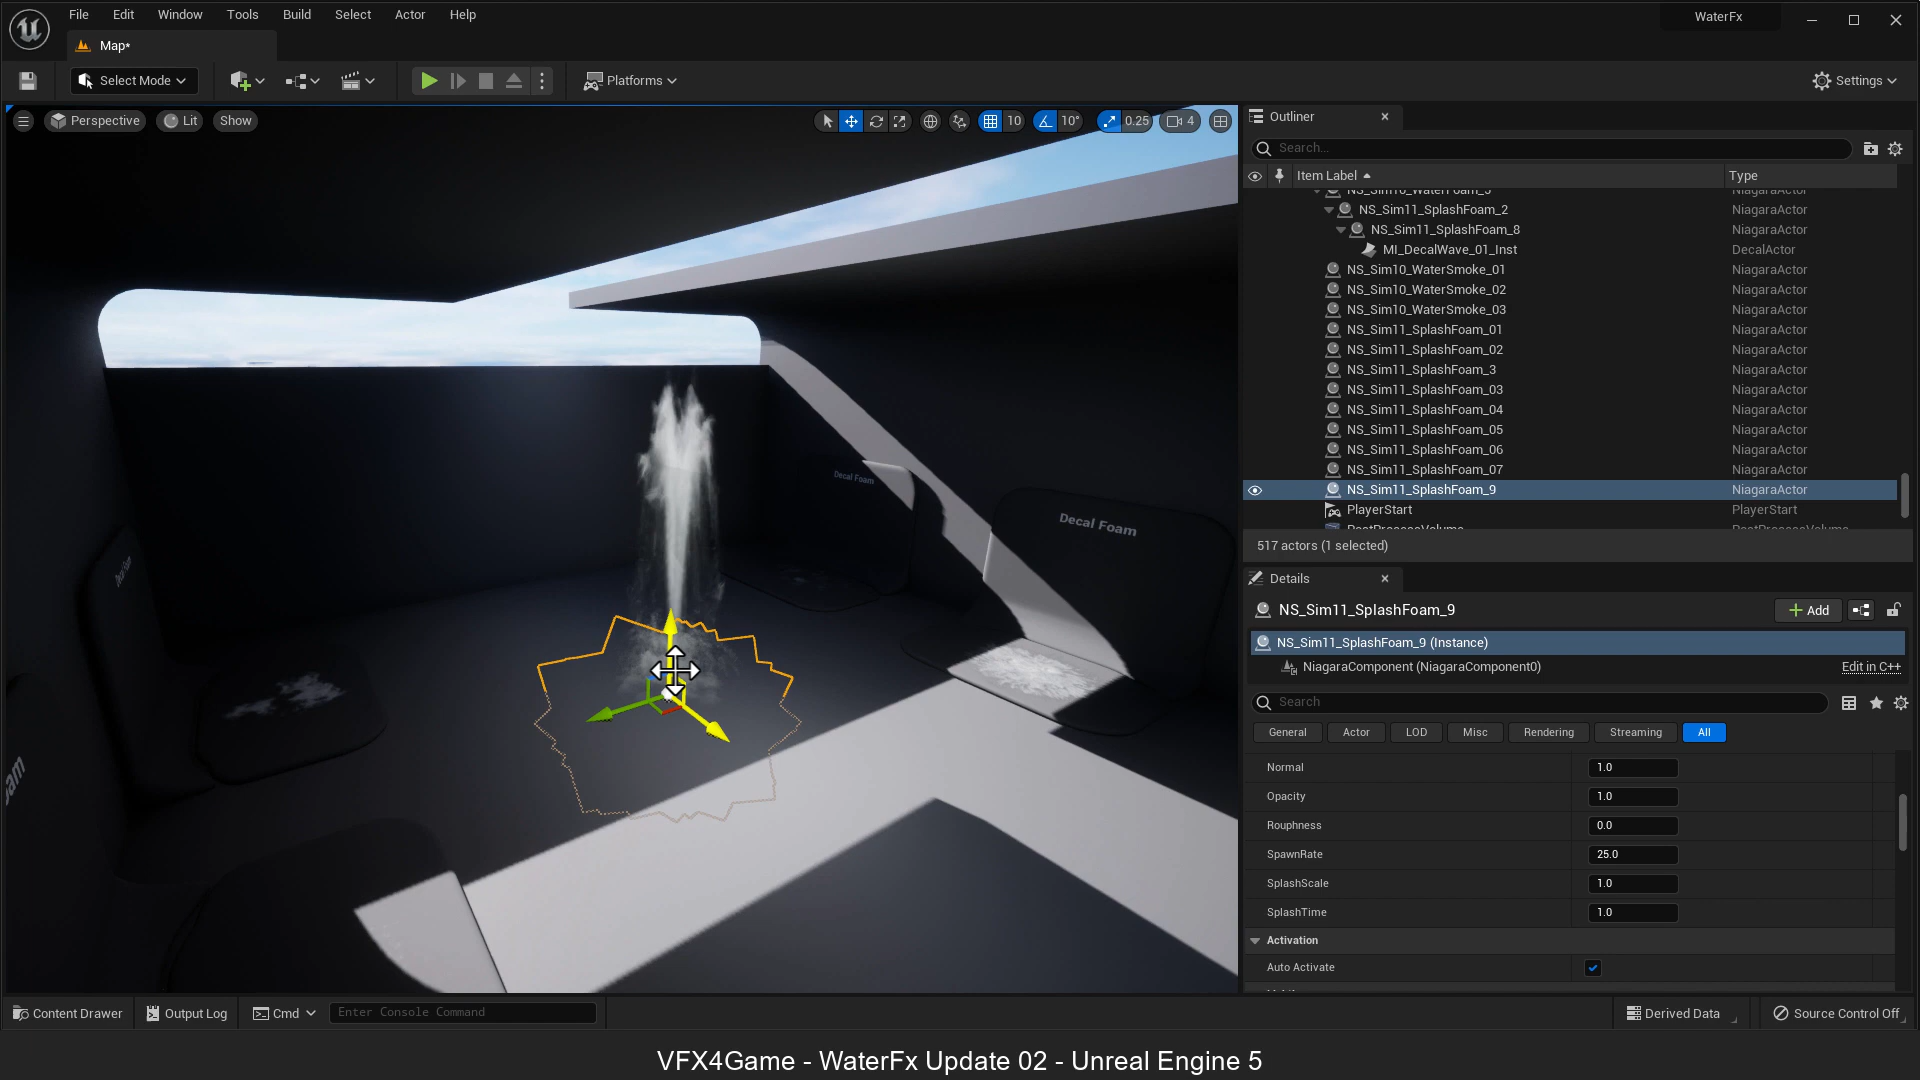 File Edit Window Tools Build Select Actor Help
WaterFx
Map*
Select Mode
Platforms
Settings
Perspective Lit Show
10 10° 0.25 4
Outliner
Search...
Item Label Type
NS_Sim11_SplashFoam_2 NiagaraActor
NS_Sim11_SplashFoam_8 NiagaraActor
MI_DecalWave_01_Inst DecalActor
NS_Sim10_WaterSmoke_01 NiagaraActor
NS_Sim10_WaterSmoke_02 NiagaraActor
NS_Sim10_WaterSmoke_03 NiagaraActor
NS_Sim11_SplashFoam_01 NiagaraActor
NS_Sim11_SplashFoam_02 NiagaraActor
NS_Sim11_SplashFoam_3 NiagaraActor
NS_Sim11_SplashFoam_03 NiagaraActor
NS_Sim11_SplashFoam_04 NiagaraActor
NS_Sim11_SplashFoam_05 NiagaraActor
NS_Sim11_SplashFoam_06 NiagaraActor
NS_Sim11_SplashFoam_07 NiagaraActor
NS_Sim11_SplashFoam_9 NiagaraActor
PlayerStart PlayerStart
PostProcessVolume PostProcessVolume
517 actors (1 selected)
Decal Foam
Decal Foam
Details
NS_Sim11_SplashFoam_9
Add
NS_Sim11_SplashFoam_9 (Instance)
NiagaraComponent (NiagaraComponent0) Edit in C++
Search
General Actor LOD Misc Rendering Streaming All
Normal 1.0
Opacity 1.0
Rouphness 0.0
SpawnRate 25.0
SplashScale 1.0
SplashTime 1.0
Activation
Auto Activate
Content Drawer Output Log Cmd Enter Console Command
Derived Data Source Control Off
VFX4Game - WaterFx Update 02 - Unreal Engine 5